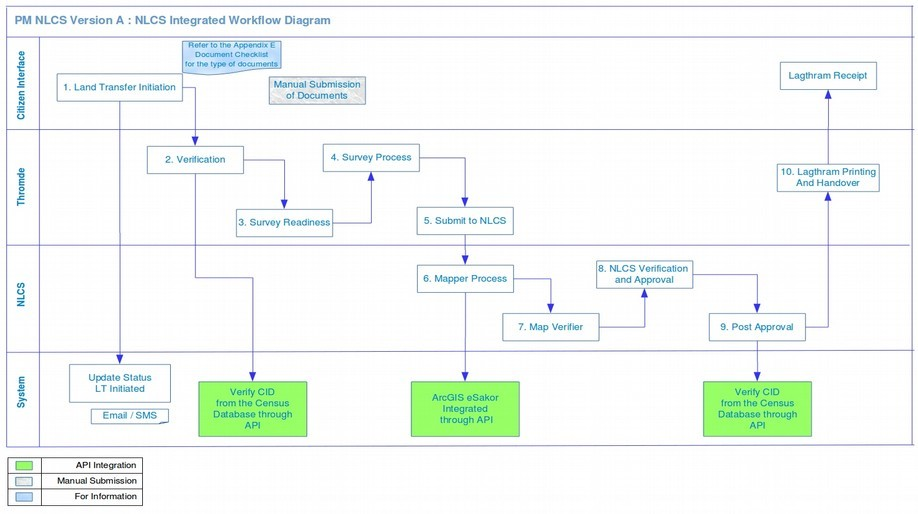 PM NLCS Version A : NLCS Integrated Workflow Diagram
Citizen Interface
Refer to the Appendix E
Document Checklist
for the type of documents
1. Land Transfer Initiation
Manual Submission
of Documents
Lagthram Receipt
Thromde
2. Verification
4. Survey Process
10. Lagthram Printing
And Handover
3. Survey Readiness
5. Submit to NLCS
NLCS
6. Mapper Process
8. NLCS Verification
and Approval
7. Map Verifier
9. Post Approval
System
Update Status
LT Initiated
Email / SMS
Verify CID
from the Census
Database through
API
ArcGIS eSakor
Integrated
through API
Verify CID
from the Census
Database through
API
API Integration
Manual Submission
For Information